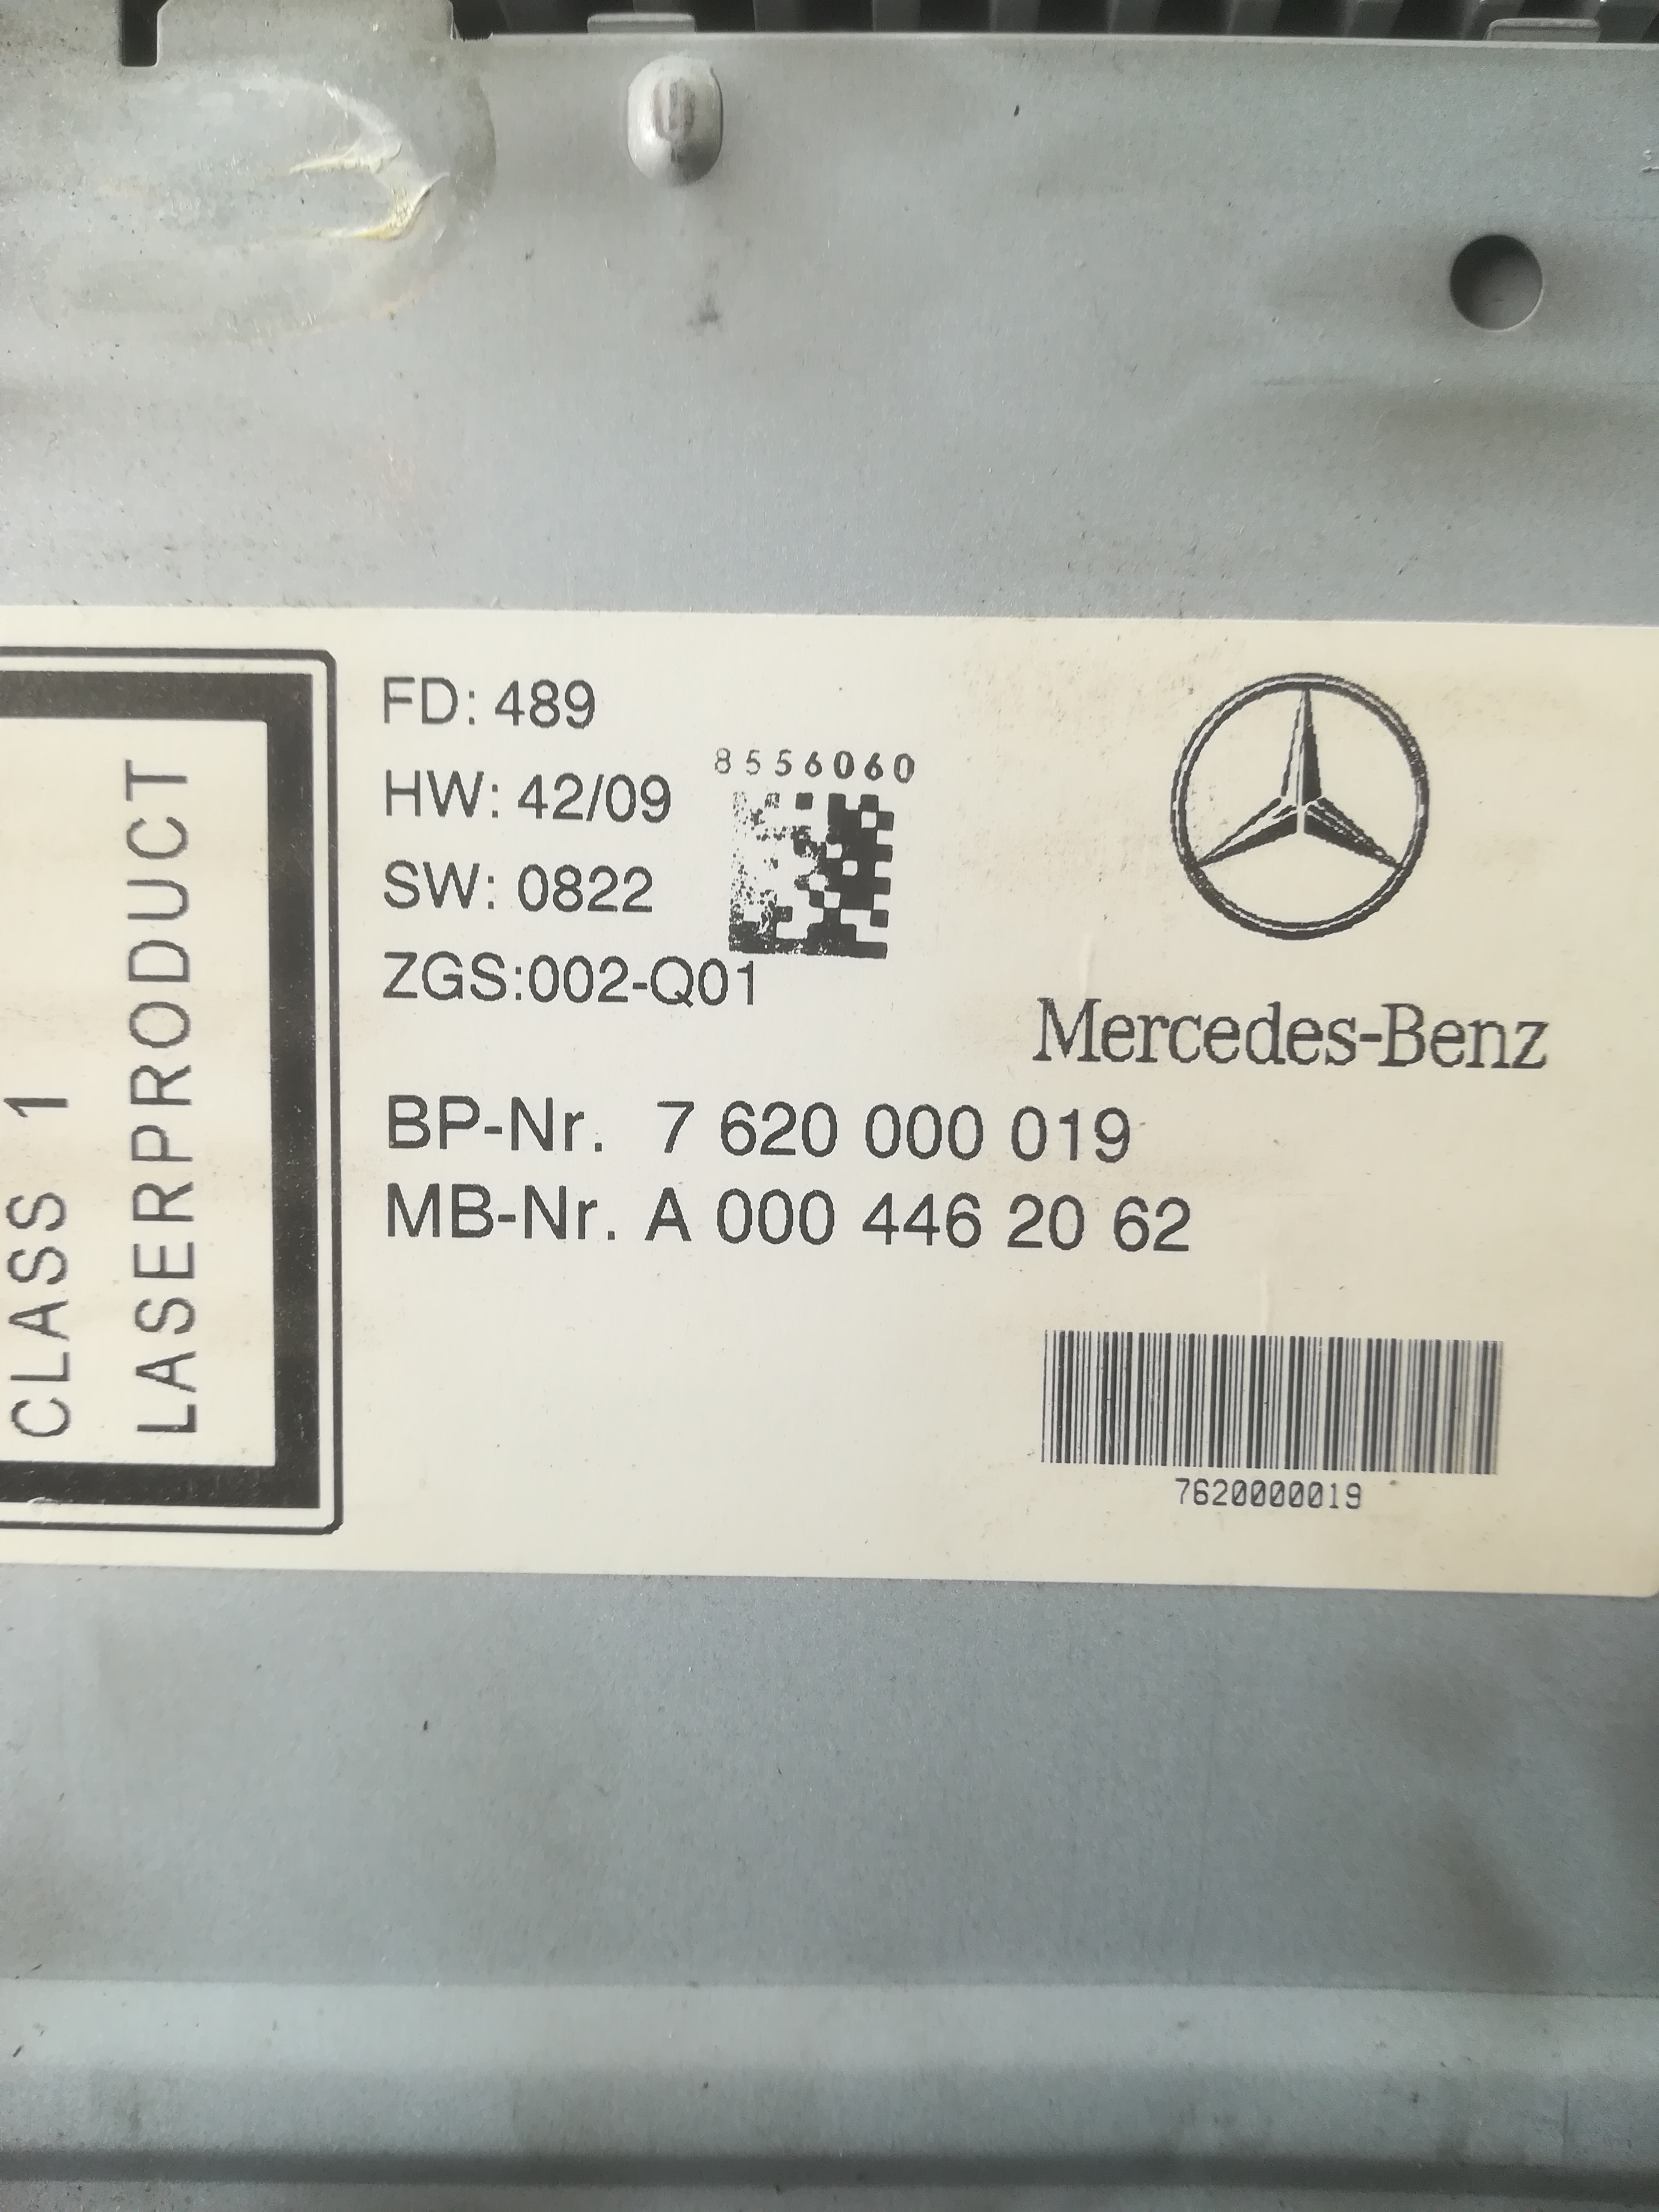 CLASS 1
LASERPRODUCT
FD: 489
8556060
HW: 42/09
SW: 0822
ZGS:002-Q01
Mercedes-Benz
BP-Nr. 7 620 000 019
MB-Nr. A 000 446 20 62
7620000019